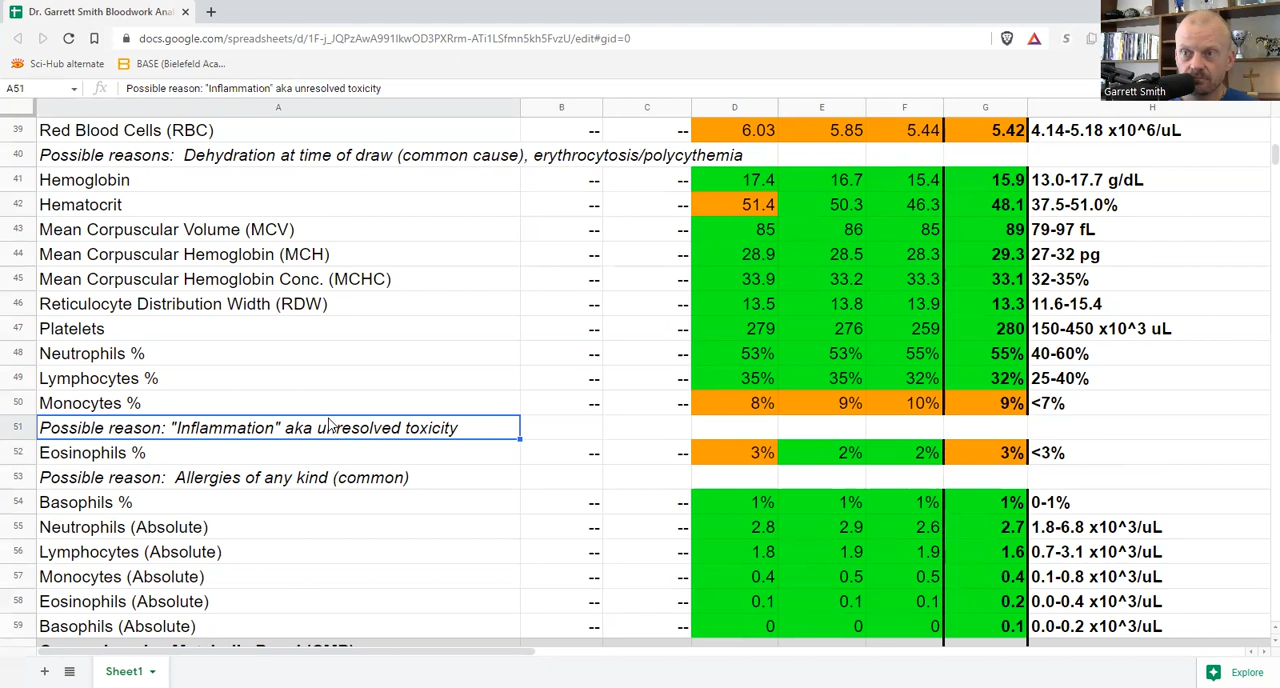 Dr. Garrett Smith Bloodwork Anal
docs.google.com/spreadsheets/d/1F-j_JQPzAwA991IkwOD3PXRrm-ATi1LSfmn5kh5FvzU/edit#gid=0
Sci-Hub alternate BASE (Bielefeld Aca...
Garrett Smith
A51 fx Possible reason: "Inflammation" aka unresolved toxicity
A B C D E F G H
39 Red Blood Cells (RBC) -- -- 6.03 5.85 5.44 5.42 4.14-5.18 x10^6/uL
40 Possible reasons: Dehydration at time of draw (common cause), erythrocytosis/polycythemia
41 Hemoglobin -- -- 17.4 16.7 15.4 15.9 13.0-17.7 g/dL
42 Hematocrit -- -- 51.4 50.3 46.3 48.1 37.5-51.0%
43 Mean Corpuscular Volume (MCV) -- -- 85 86 85 89 79-97 fL
44 Mean Corpuscular Hemoglobin (MCH) -- -- 28.9 28.5 28.3 29.3 27-32 pg
45 Mean Corpuscular Hemoglobin Conc. (MCHC) -- -- 33.9 33.2 33.3 33.1 32-35%
46 Reticulocyte Distribution Width (RDW) -- -- 13.5 13.8 13.9 13.3 11.6-15.4
47 Platelets -- -- 279 276 259 280 150-450 x10^3 uL
48 Neutrophils % -- -- 53% 53% 55% 55% 40-60%
49 Lymphocytes % -- -- 35% 35% 32% 32% 25-40%
50 Monocytes % -- -- 8% 9% 10% 9% <7%
51 Possible reason: "Inflammation" aka unresolved toxicity
52 Eosinophils % -- -- 3% 2% 2% 3% <3%
53 Possible reason: Allergies of any kind (common)
54 Basophils % -- -- 1% 1% 1% 1% 0-1%
55 Neutrophils (Absolute) -- -- 2.8 2.9 2.6 2.7 1.8-6.8 x10^3/uL
56 Lymphocytes (Absolute) -- -- 1.8 1.9 1.9 1.6 0.7-3.1 x10^3/uL
57 Monocytes (Absolute) -- -- 0.4 0.5 0.5 0.4 0.1-0.8 x10^3/uL
58 Eosinophils (Absolute) -- -- 0.1 0.1 0.1 0.2 0.0-0.4 x10^3/uL
59 Basophils (Absolute) -- -- 0 0 0 0.1 0.0-0.2 x10^3/uL
Sheet1 Explore